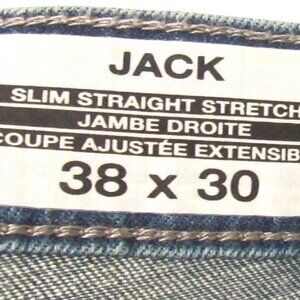 JACK
SLIM STRAIGHT STRETCH
JAMBE DROITE
COUPE AJUSTÉE EXTENSIB
38 x 30